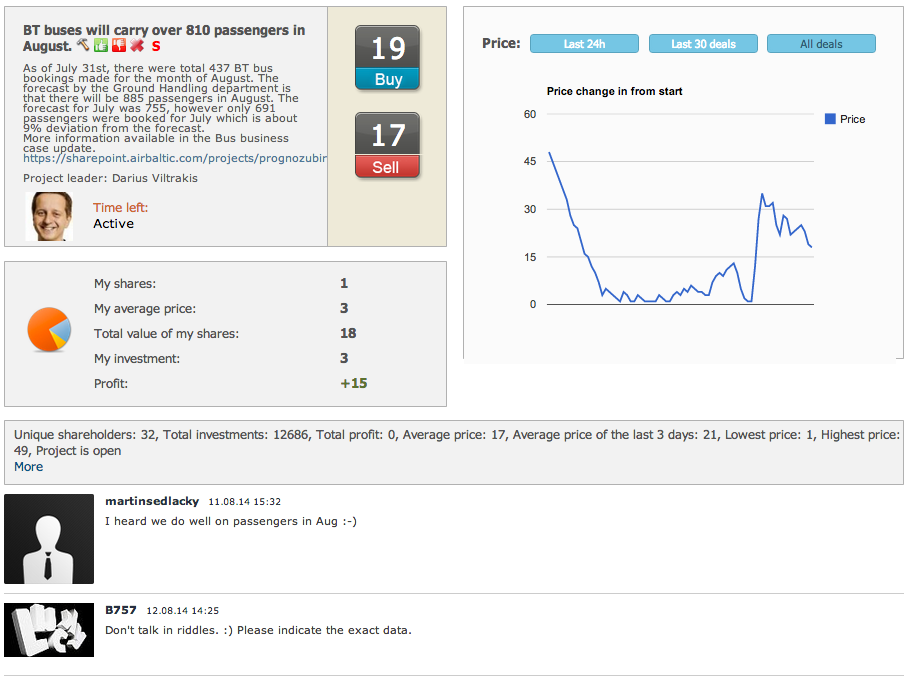 BT buses will carry over 810 passengers in
August. S
As of July 31st, there were total 437 BT bus
bookings made for the month of August. The
forecast by the Ground Handling department is
that there will be 885 passengers in August. The
forecast for July was 755, however only 691
passengers were booked for July which is about
9% deviation from the forecast.
More information available in the Bus business
case update.
https://sharepoint.airbaltic.com/projects/prognozubir
Project leader: Darius Viltrakis
Time left:
Active
19
Buy
17
Sell
My shares: 1
My average price: 3
Total value of my shares: 18
My investment: 3
Profit: +15
Price: Last 24h Last 30 deals All deals
Price change in from start
60
45
30
15
0
Price
Unique shareholders: 32, Total investments: 12686, Total profit: 0, Average price: 17, Average price of the last 3 days: 21, Lowest price: 1, Highest price:
49, Project is open
More
martinsedlacky 11.08.14 15:32
I heard we do well on passengers in Aug :-)
B757 12.08.14 14:25
Don't talk in riddles. :) Please indicate the exact data.